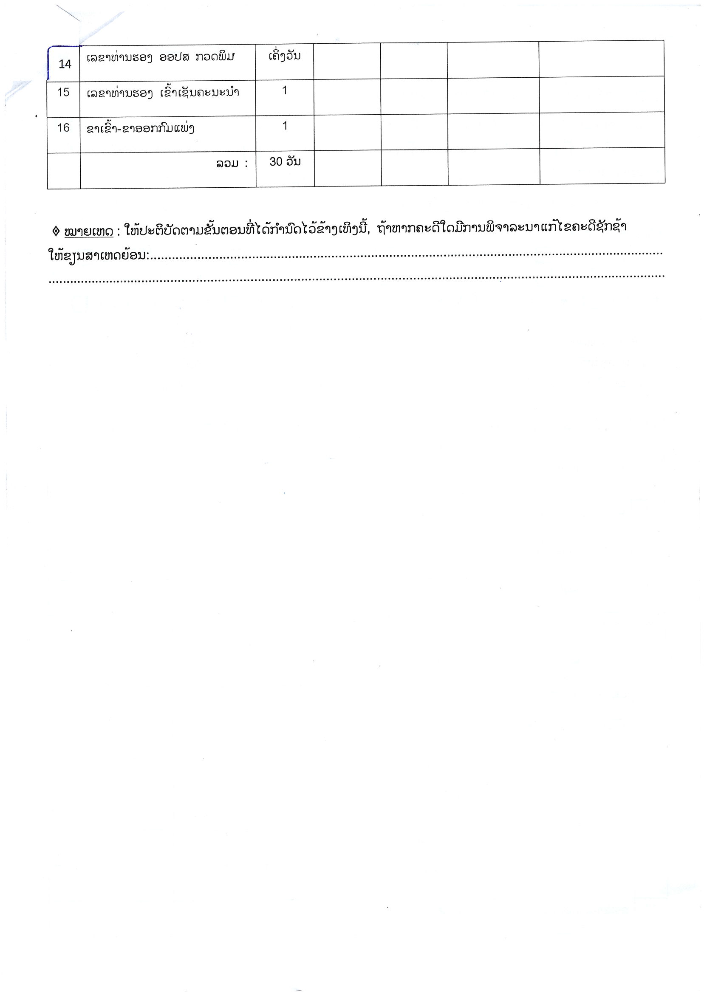 14 ເລຂາທ່ານຮອງ ອອປສ ກວດພິມ ເຄິ່ງວັນ
15 ເລຂາທ່ານຮອງ ເຂົ້າເຊັນຄະນະນຳ 1
16 ຂາເຂົ້າ-ຂາອອກກົມແພ່ງ 1
ລວມ : 30 ວັນ
ໝາຍເຫດ : ໃຫ້ປະຕິບັດຕາມຂັ້ນຕອນທີ່ໄດ້ກຳນົດໄວ້ຂ້າງເທິງນີ້, ຖ້າຫາກຄະດີໃດມີການພິຈາລະນາແກ້ໄຂຄະດີຊັກຊ້າ
ໃຫ້ຂຽນສາເຫດຍ້ອນ:....................................................................................................
....................................................................................................